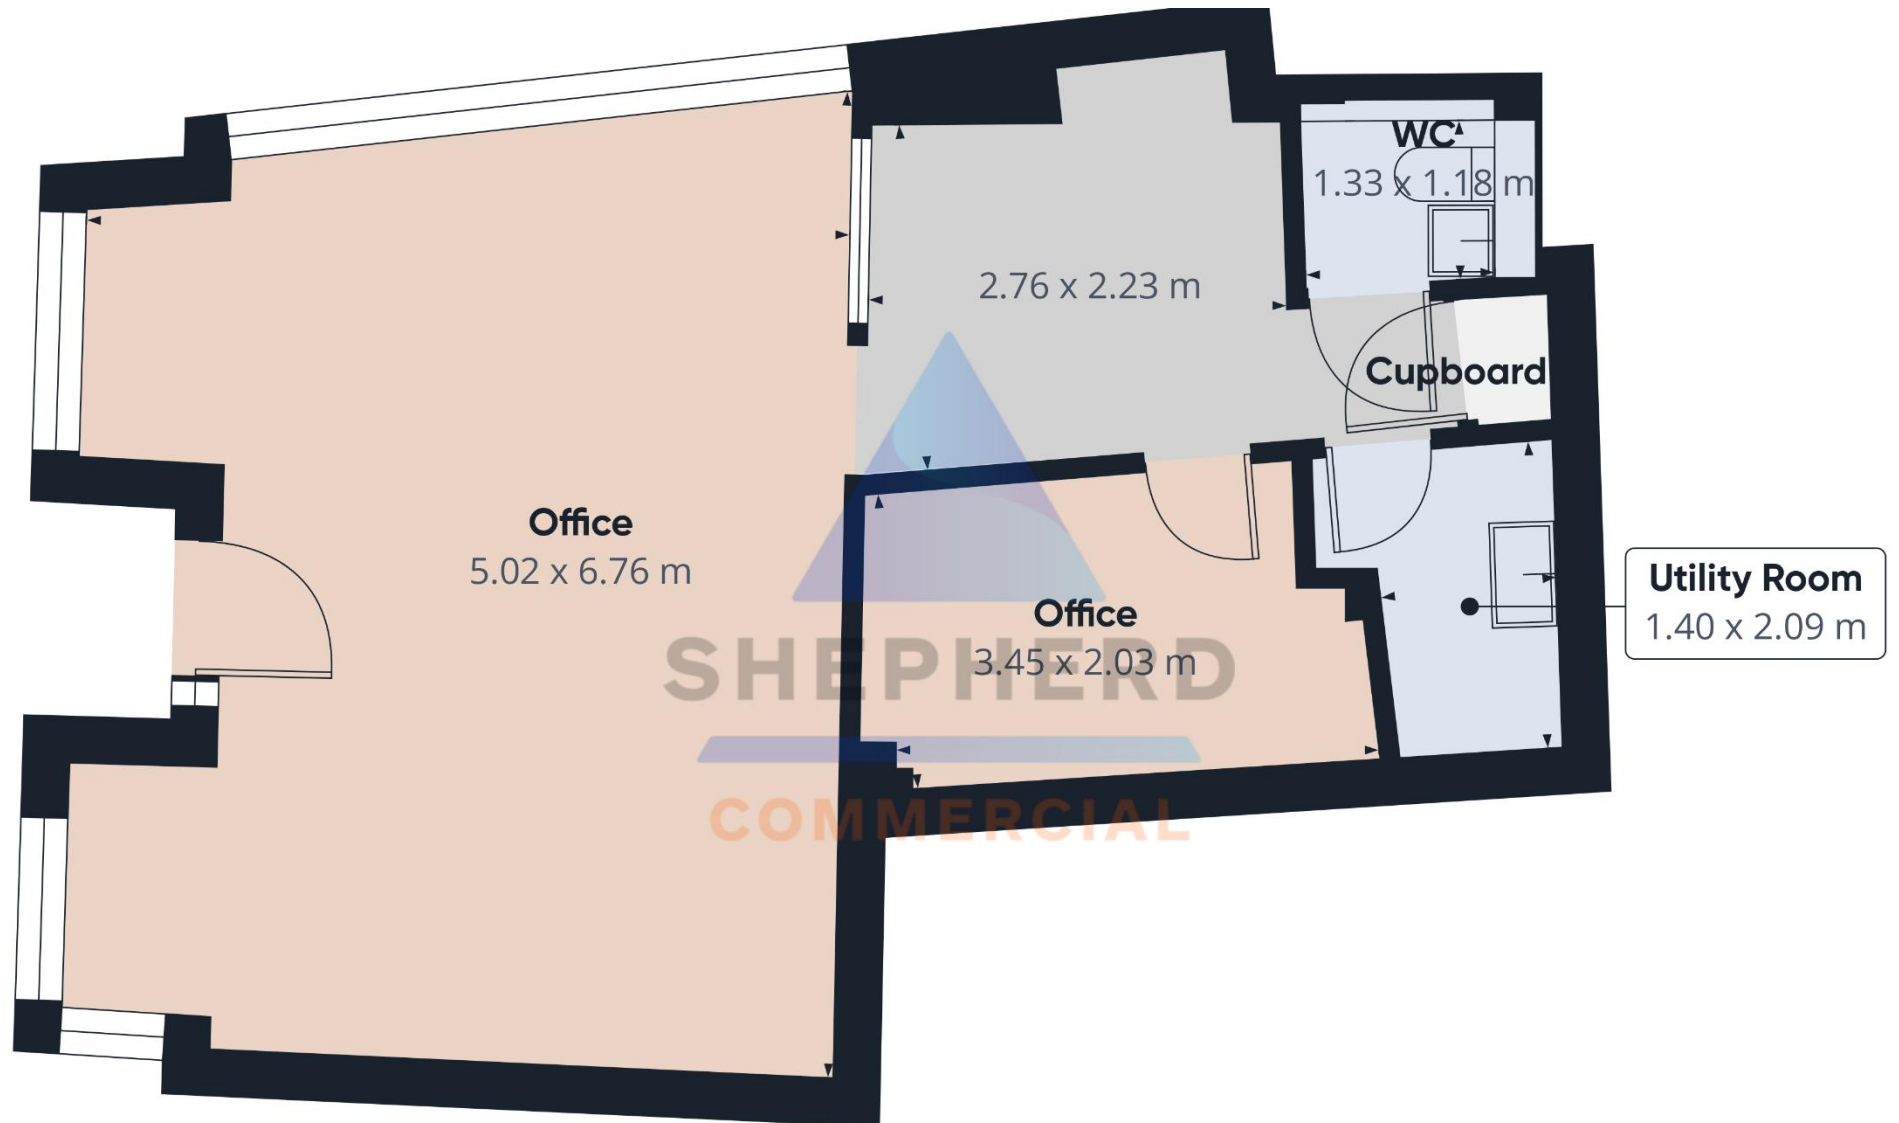 WC
1.33 x 1.18 m
2.76 x 2.23 m
Cupboard
Office
5.02 x 6.76 m
Office
3.45 x 2.03 m
Utility Room
1.40 x 2.09 m
SHEPHERD
COMMERCIAL